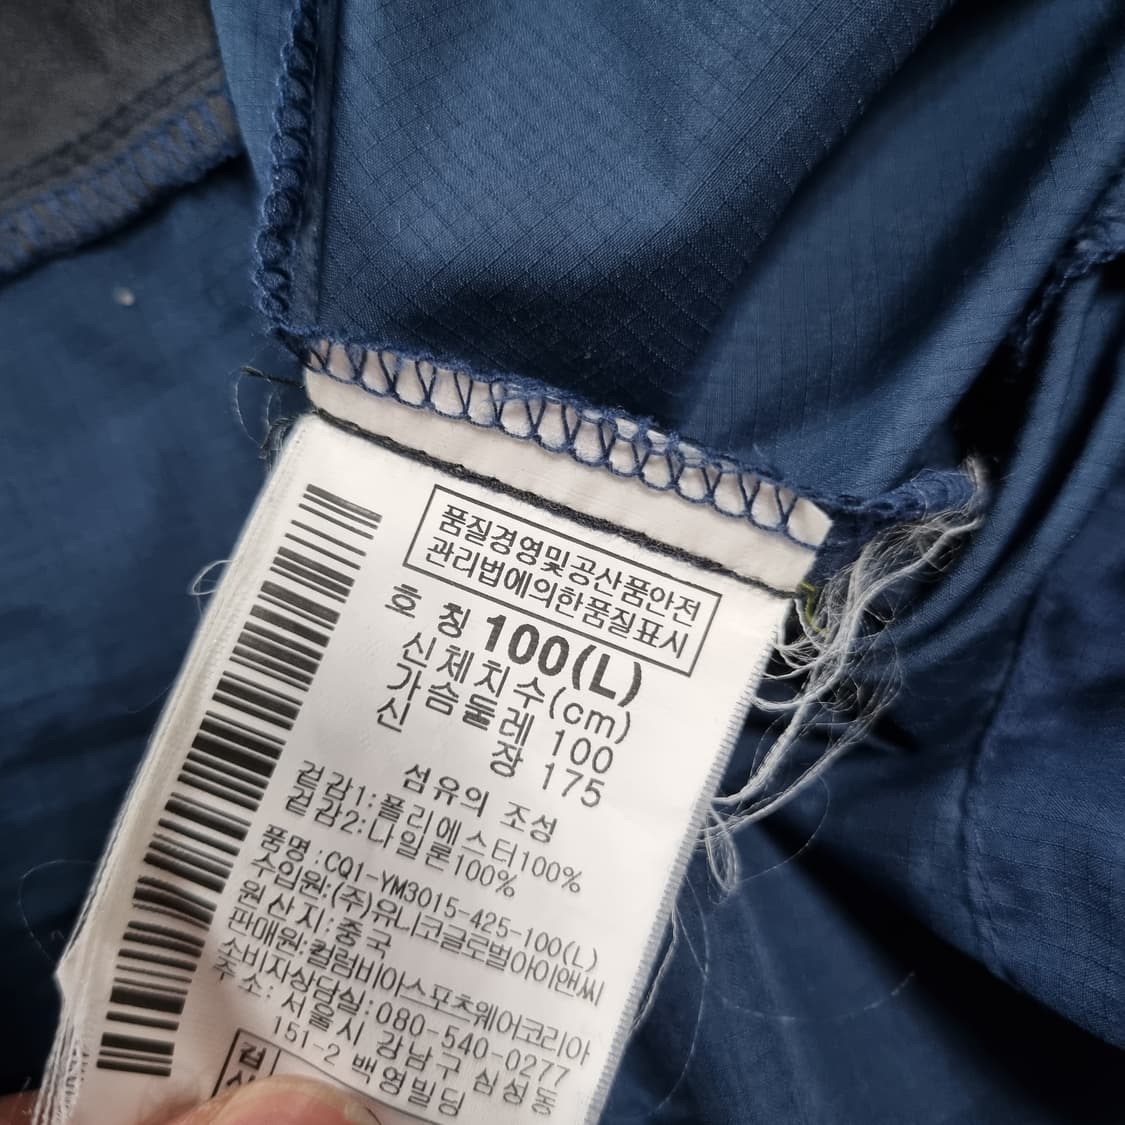 품질경영및공산품안전
관리법에의한품질표시
호 칭 100(L)
신체치수(cm)
가슴둘레 100
신 장 175
섬유의 조성
겉감1:폴리에스터100%
겉감2:나일론100%
품명:CQ1-YM3015-425-100(L)
수입원:(주)유니코글로벌아이앤씨
원산지:중국
판매원:컬럼비아스포츠웨어코리아
소비자상담실:080-540-0277
주소:서울시 강남구 삼성동
151-2 백영빌딩
검